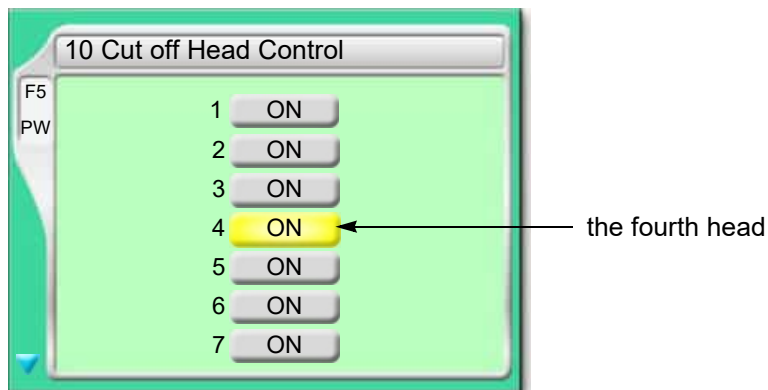 10 Cut off Head Control
F5
PW
1 ON
2 ON
3 ON
4 ON the fourth head
5 ON
6 ON
7 ON